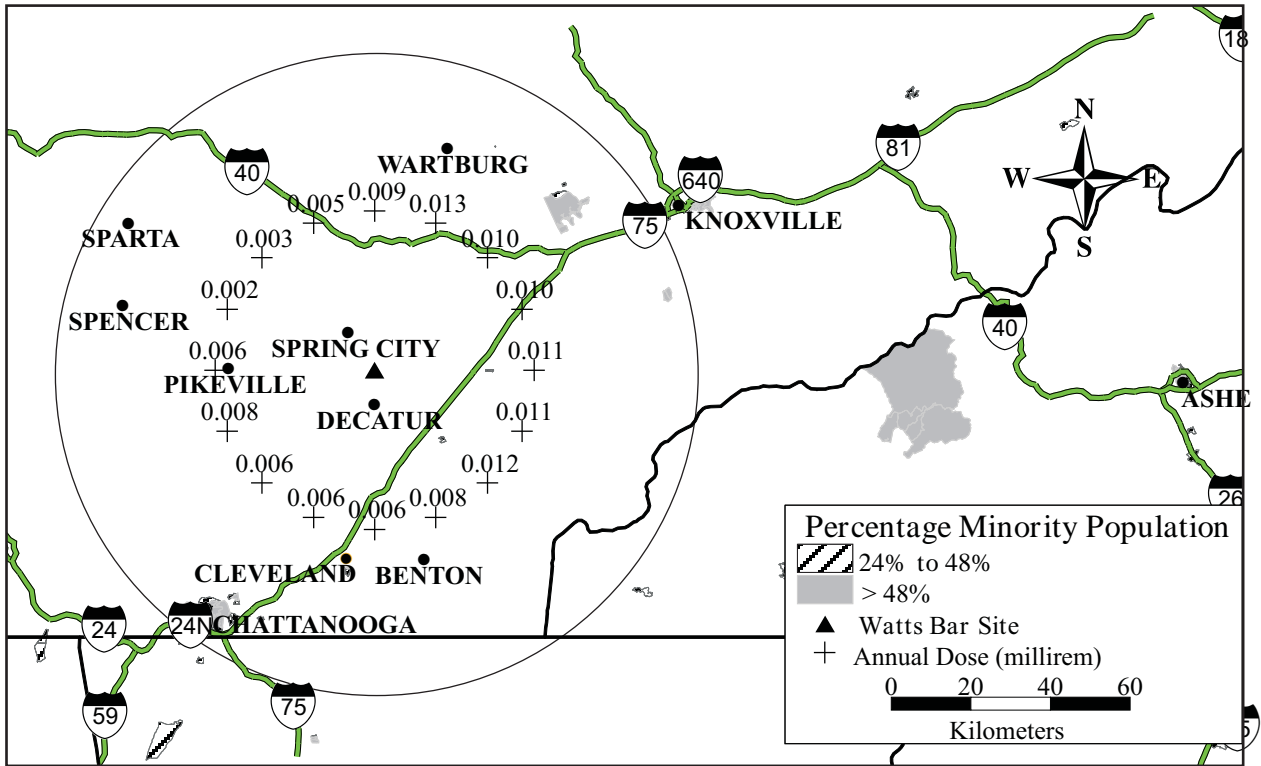 18
81
N
40
WARTBURG
640
W
E
0.009
0.005
0.013
75
KNOXVILLE
SPARTA
S
0.003
0.010
0.002
0.010
SPENCER
40
SPRING CITY
0.006
0.011
PIKEVILLE
ASHE
0.008
DECATUR
0.011
0.006
0.012
0.006
0.006
0.008
26
Percentage Minority Population
24% to 48%
> 48%
CLEVELAND
BENTON
24
24N
CHATTANOOGA
Watts Bar Site
Annual Dose (millirem)
0
20
40
60
Kilometers
59
75
5